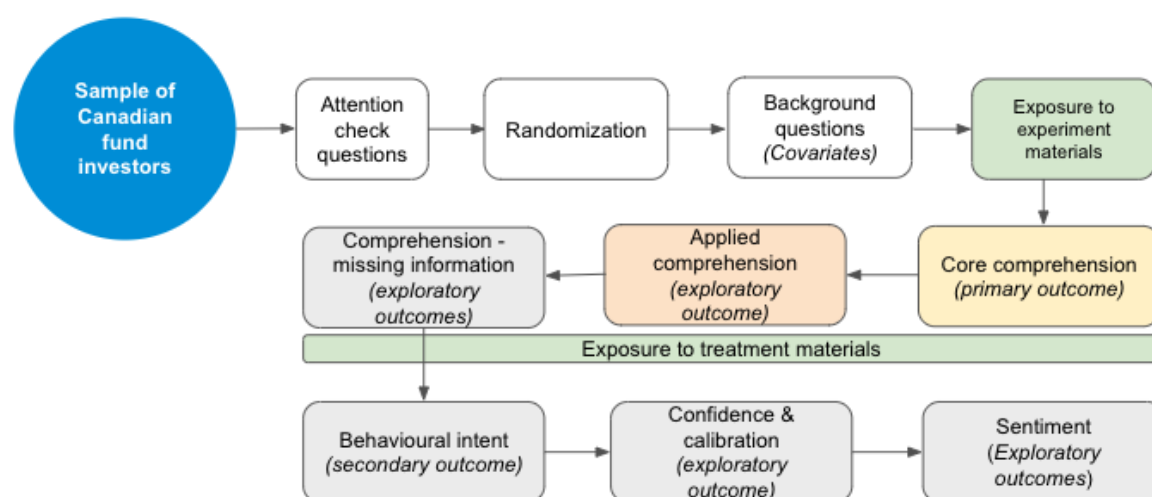 Sample of
Canadian
fund
investors
Attention
check
questions
Randomization
Background
questions
(Covariates)
Exposure to
experiment
materials
Core comprehension
(primary outcome)
Applied
comprehension
(exploratory
outcome)
Comprehension -
missing information
(exploratory
outcomes)
Exposure to treatment materials
Behavioural intent
(secondary outcome)
Confidence &
calibration
(exploratory
outcome)
Sentiment
(Exploratory
outcomes)